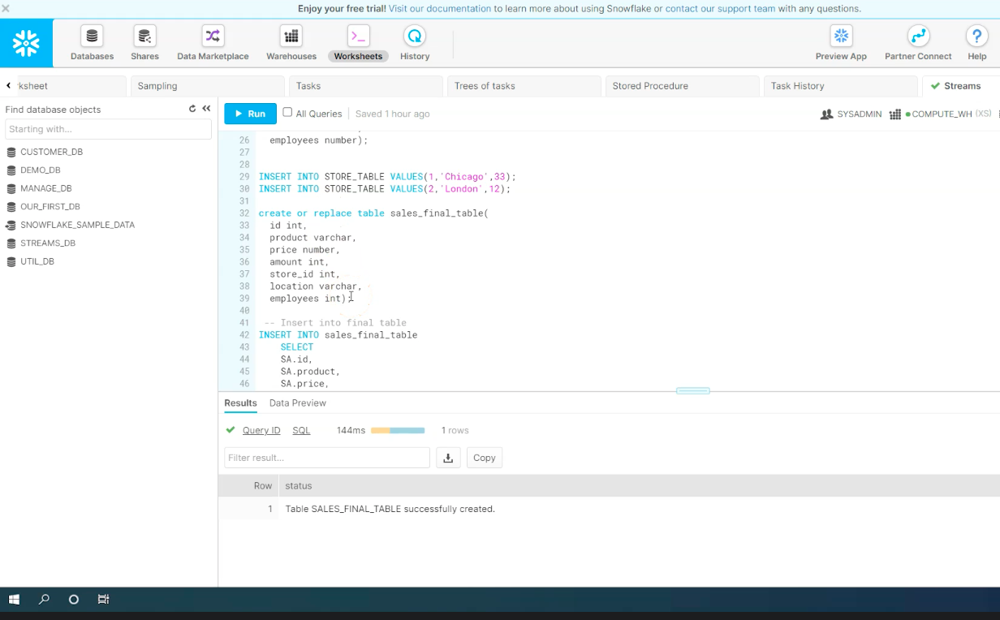 Enjoy your free trial! Visit our documentation to learn more about using Snowflake or contact our support team with any questions.
Databases
Shares
Data Marketplace
Warehouses
Worksheets
History
Preview App
Partner Connect
Help
ksheet
Sampling
Tasks
Trees of tasks
Stored Procedure
Task History
Streams
Find database objects
Starting with...
CUSTOMER_DB
DEMO_DB
MANAGE_DB
OUR_FIRST_DB
SNOWFLAKE_SAMPLE_DATA
STREAMS_DB
UTIL_DB
Run All Queries Saved 1 hour ago
SYSADMIN COMPUTE_WH (XS)
26 employees number);
27
28
29 INSERT INTO STORE_TABLE VALUES(1,'Chicago',33);
30 INSERT INTO STORE_TABLE VALUES(2,'London',12);
31
32 create or replace table sales_final_table(
33 id int,
34 product varchar,
35 price number,
36 amount int,
37 store_id int,
38 location varchar,
39 employees int);
40
41 -- Insert into final table
42 INSERT INTO sales_final_table
43 SELECT
44 SA.id,
45 SA.product,
46 SA.price,
Results Data Preview
Query ID SQL 144ms 1 rows
Filter result...
Copy
Row status
1 Table SALES_FINAL_TABLE successfully created.